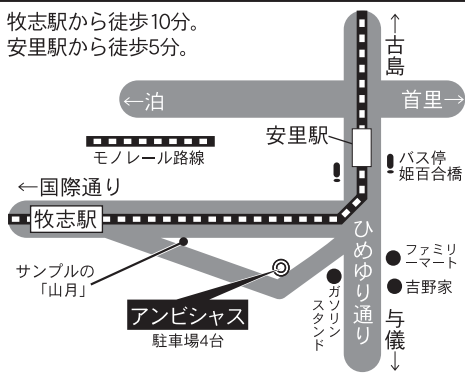 牧志駅から徒歩10分。
安里駅から徒歩5分。
↑古島
←泊
首里→
安里駅
モノレール路線
バス停
姫百合橋
←国際通り
牧志駅
ひめゆり通り
サンプルの
「山月」
アンビシャス
駐車場4台
ガソリン
スタンド
ファミリ
ーマート
吉野家
与儀↓